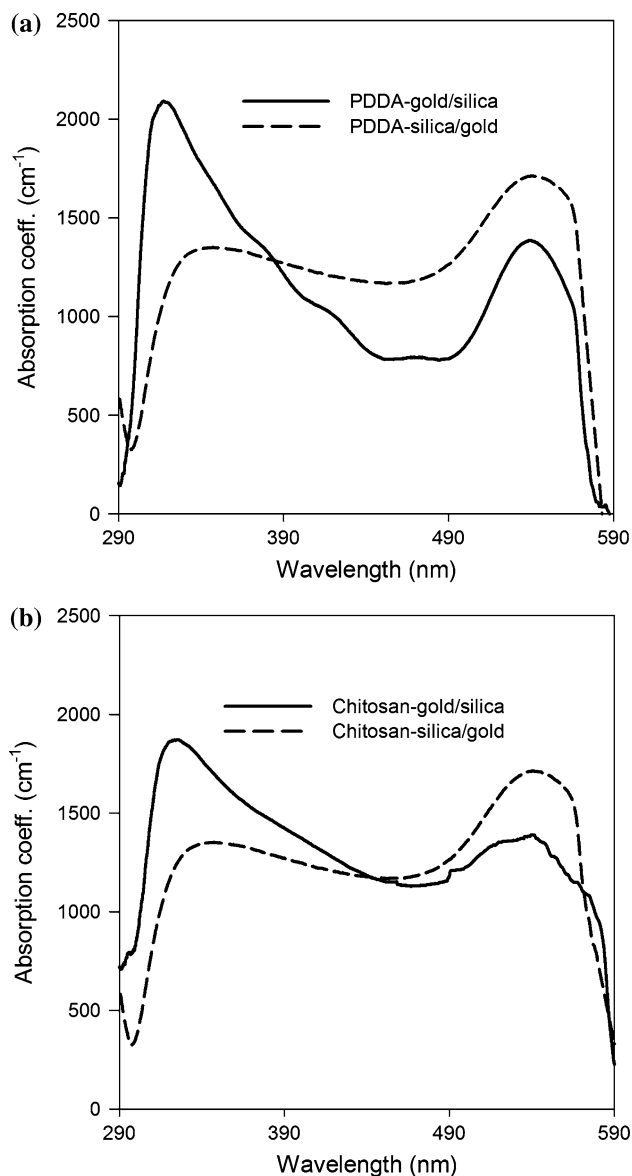 (a)
2500
2000
1500
1000
500
0
Absorption coeff. (cm⁻¹)
PDDA-gold/silica
PDDA-silica/gold
290 390 490 590
Wavelength (nm)
(b)
2500
2000
1500
1000
500
0
Absorption coeff. (cm⁻¹)
Chitosan-gold/silica
Chitosan-silica/gold
290 390 490 590
Wavelength (nm)